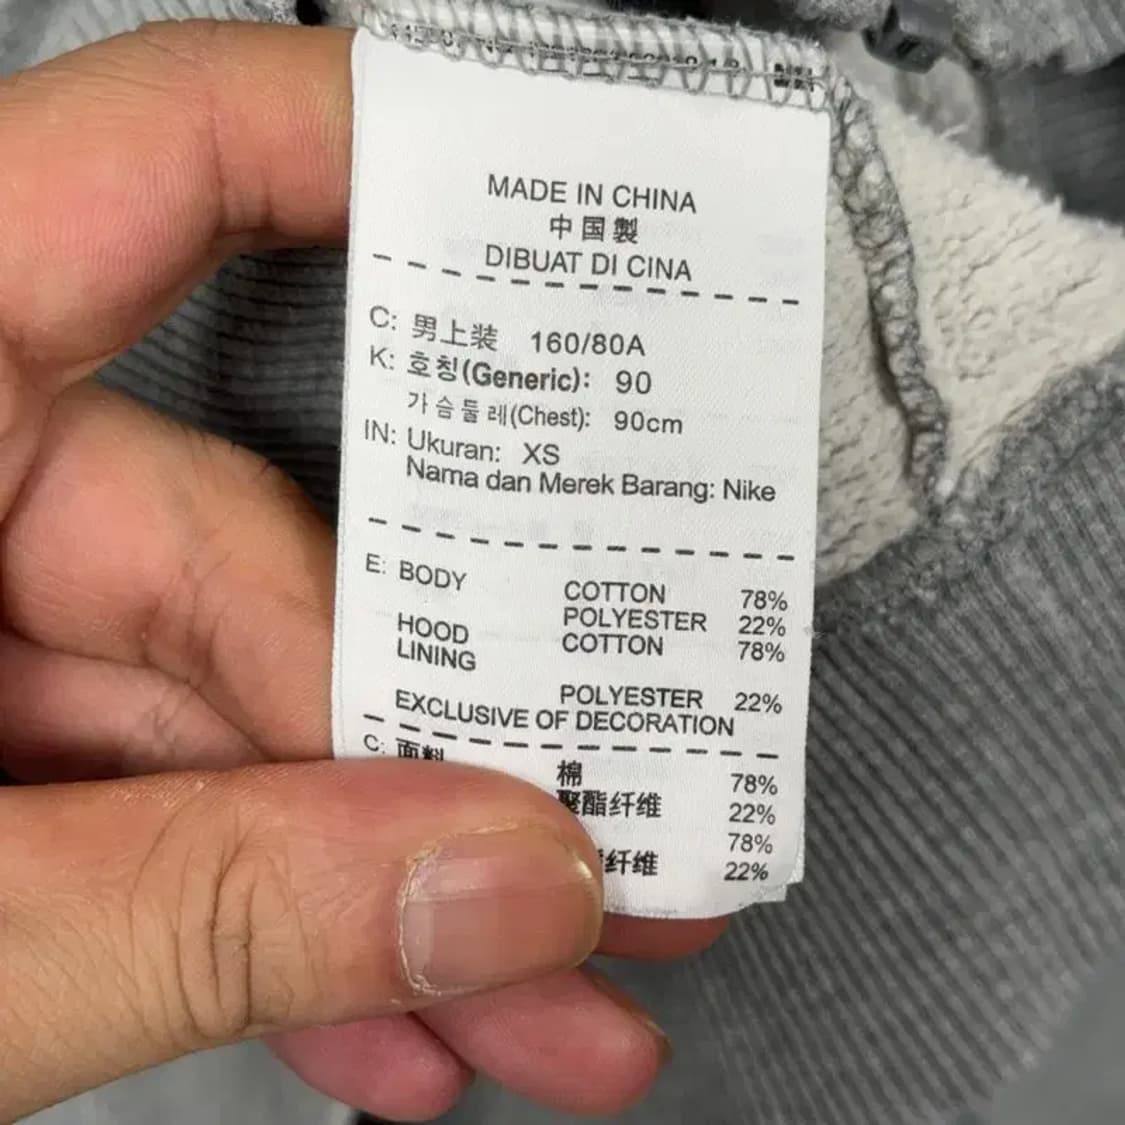 MADE IN CHINA
中国製
DIBUAT DI CINA
C: 男上装 160/80A
K: 호칭(Generic): 90
가슴둘레(Chest): 90cm
IN: Ukuran: XS
Nama dan Merek Barang: Nike
E: BODY COTTON 78%
POLYESTER 22%
HOOD COTTON 78%
LINING
POLYESTER 22%
EXCLUSIVE OF DECORATION
C: 面料 棉 78%
聚酯纤维 22%
78%
纤维 22%